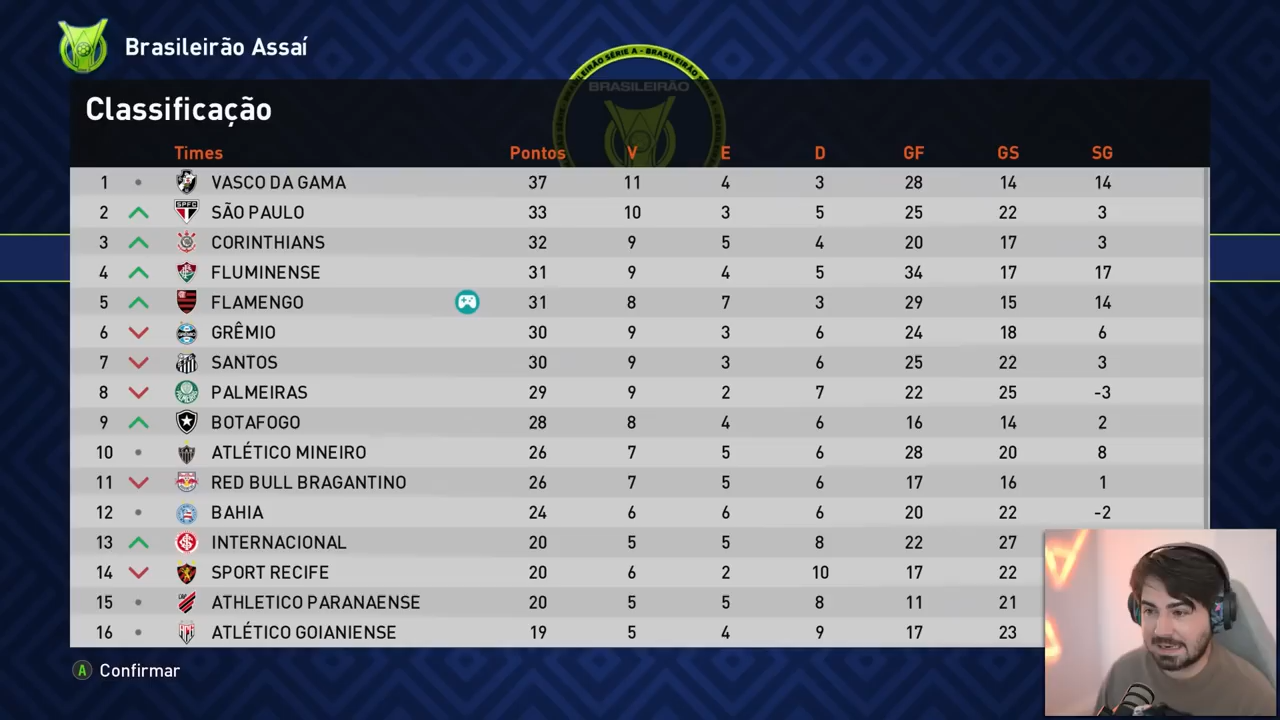 Brasileirão Assaí
BRASILEIRÃO SÉRIE A - BRASILEIRÃO
BRASILEIRÃO
Classificação
Times Pontos V E D GF GS SG
1 VASCO DA GAMA 37 11 4 3 28 14 14
2 SÃO PAULO 33 10 3 5 25 22 3
3 CORINTHIANS 32 9 5 4 20 17 3
4 FLUMINENSE 31 9 4 5 34 17 17
5 FLAMENGO 31 8 7 3 29 15 14
6 GRÊMIO 30 9 3 6 24 18 6
7 SANTOS 30 9 3 6 25 22 3
8 PALMEIRAS 29 9 2 7 22 25 -3
9 BOTAFOGO 28 8 4 6 16 14 2
10 ATLÉTICO MINEIRO 26 7 5 6 28 20 8
11 RED BULL BRAGANTINO 26 7 5 6 17 16 1
12 BAHIA 24 6 6 6 20 22 -2
13 INTERNACIONAL 20 5 5 8 22 27
14 SPORT RECIFE 20 6 2 10 17 22
15 ATHLETICO PARANAENSE 20 5 5 8 11 21
16 ATLÉTICO GOIANIENSE 19 5 4 9 17 23
A Confirmar